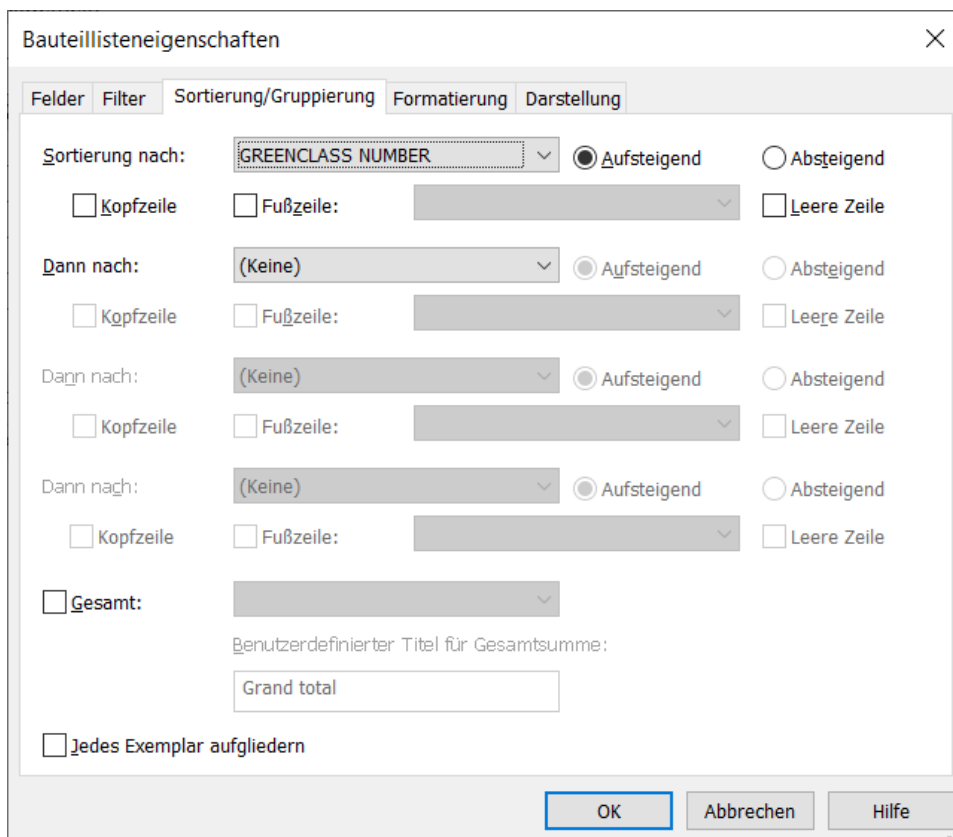 Bauteillisteneigenschaften
Felder Filter Sortierung/Gruppierung Formatierung Darstellung
Sortierung nach: GREENCLASS NUMBER Aufsteigend Absteigend
Kopfzeile Fußzeile: Leere Zeile
Dann nach: (Keine) Aufsteigend Absteigend
Kopfzeile Fußzeile: Leere Zeile
Dann nach: (Keine) Aufsteigend Absteigend
Kopfzeile Fußzeile: Leere Zeile
Dann nach: (Keine) Aufsteigend Absteigend
Kopfzeile Fußzeile: Leere Zeile
Gesamt:
Benutzerdefinierter Titel für Gesamtsumme:
Grand total
Jedes Exemplar aufgliedern
OK Abbrechen Hilfe